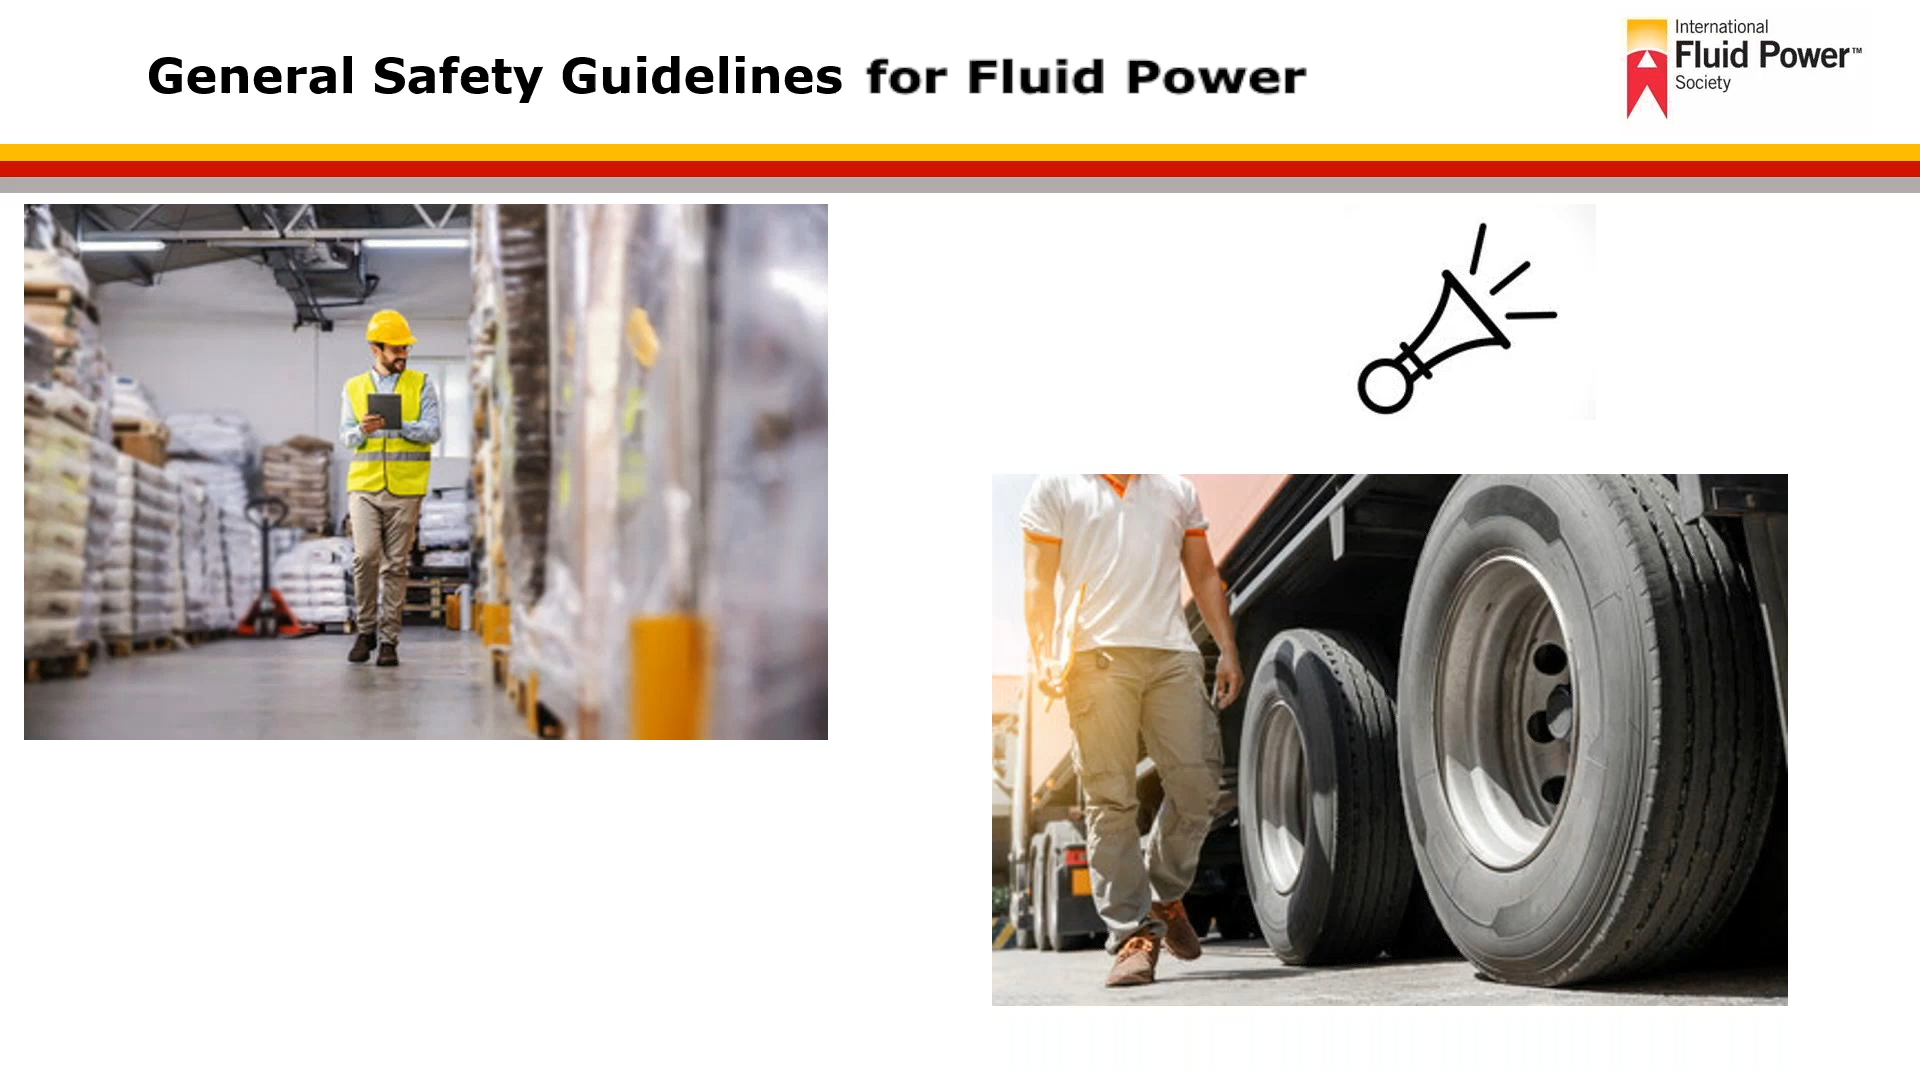 General Safety Guidelines for Fluid Power
International
Fluid Power™
Society